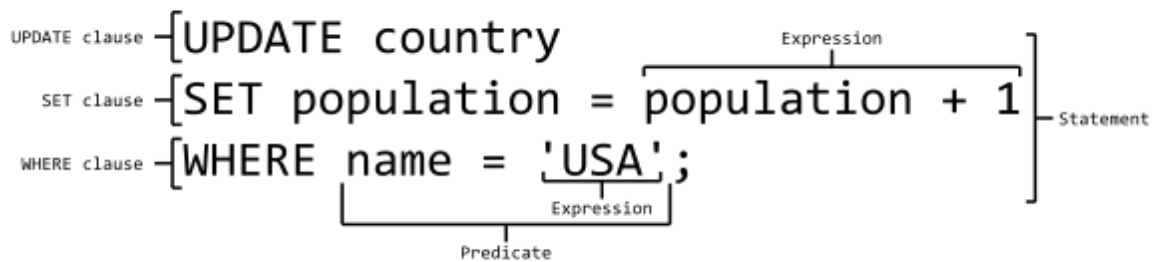 UPDATE clause UPDATE country Expression
SET clause SET population = population + 1 Statement
WHERE clause WHERE name = 'USA';
Expression
Predicate